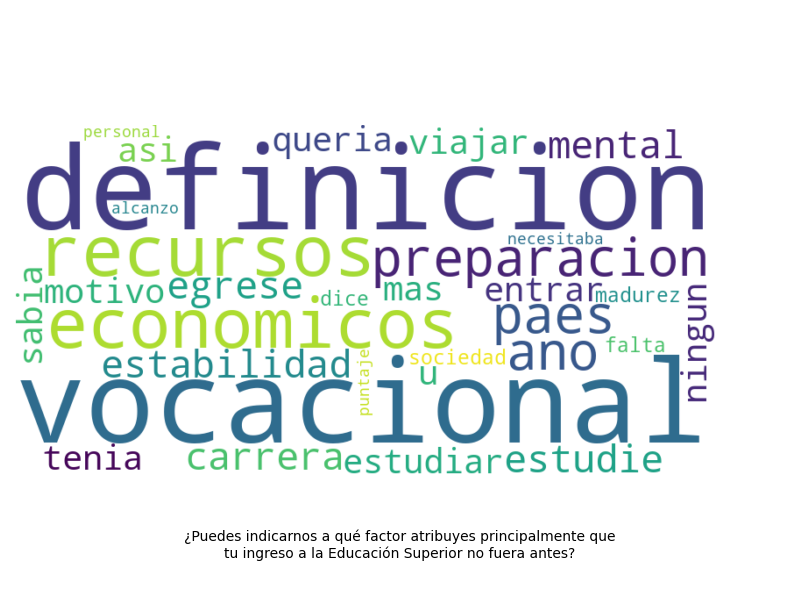 personal
asi queria viajar mental
definicion
alcanzo
recursos preparacion necesitaba
sabia motivo egrese dice mas entrar madurez ningun
economicos paes
estabilidad puntaje sociedad u ano falta
vocacional
tenia carrera estudiar estudie
¿Puedes indicarnos a qué factor atribuyes principalmente que
tu ingreso a la Educación Superior no fuera antes?